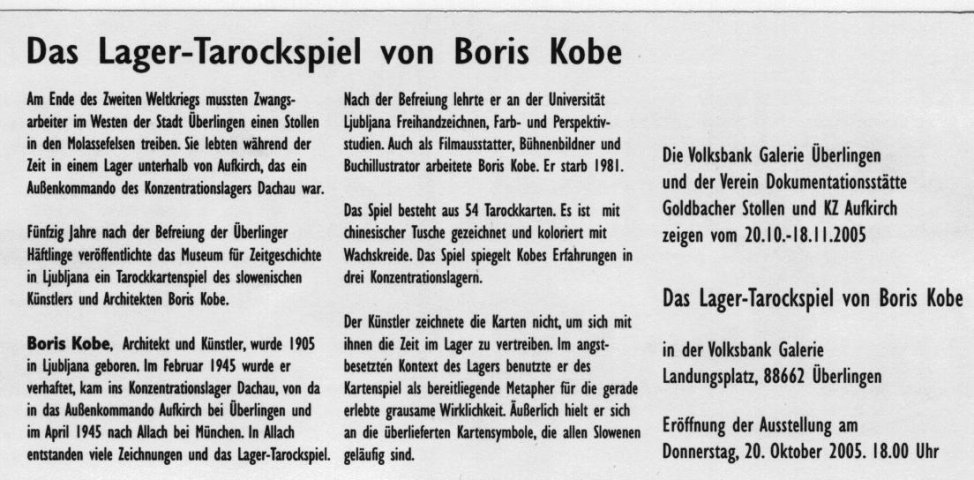 Das Lager-Tarockspiel von Boris Kobe
Am Ende des Zweiten Weltkriegs mussten Zwangs-
arbeiter im Westen der Stadt Überlingen einen Stollen
in den Molassefelsen treiben. Sie lebten während der
Zeit in einem Lager unterhalb von Aufkirch, das ein
Außenkommando des Konzentrationslagers Dachau war.
Fünfzig Jahre nach der Befreiung der Überlinger
Häftlinge veröffentlichte das Museum für Zeitgeschichte
in Ljubljana ein Tarockkartenspiel des slowenischen
Künstlers und Architekten Boris Kobe.
Boris Kobe, Architekt und Künstler, wurde 1905
in Ljubljana geboren. Im Februar 1945 wurde er
verhaftet, kam ins Konzentrationslager Dachau, von da
in das Außenkommando Aufkirch bei Überlingen und
im April 1945 nach Allach bei München. In Allach
entstanden viele Zeichnungen und das Lager-Tarockspiel.
Nach der Befreiung lehrte er an der Universität
Ljubljana Freihandzeichnen, Farb- und Perspektiv-
studien. Auch als Filmausstatter, Bühnenbildner und
Buchillustrator arbeitete Boris Kobe. Er starb 1981.
Das Spiel besteht aus 54 Tarockkarten. Es ist mit
chinesischer Tusche gezeichnet und koloriert mit
Wachskreide. Das Spiel spiegelt Kobes Erfahrungen in
drei Konzentrationslagern.
Der Künstler zeichnete die Karten nicht, um sich mit
ihnen die Zeit im Lager zu vertreiben. Im angst-
besetzten Kontext des Lagers benutzte er des
Kartenspiel als bereitliegende Metapher für die gerade
erlebte grausame Wirklichkeit. Äußerlich hielt er sich
an die überlieferten Kartensymbole, die allen Slowenen
geläufig sind.
Die Volksbank Galerie Überlingen
und der Verein Dokumentationsstätte
Goldbacher Stollen und KZ Aufkirch
zeigen vom 20.10.-18.11.2005
Das Lager-Tarockspiel von Boris Kobe
in der Volksbank Galerie
Landungsplatz, 88662 Überlingen
Eröffnung der Ausstellung am
Donnerstag, 20. Oktober 2005. 18.00 Uhr